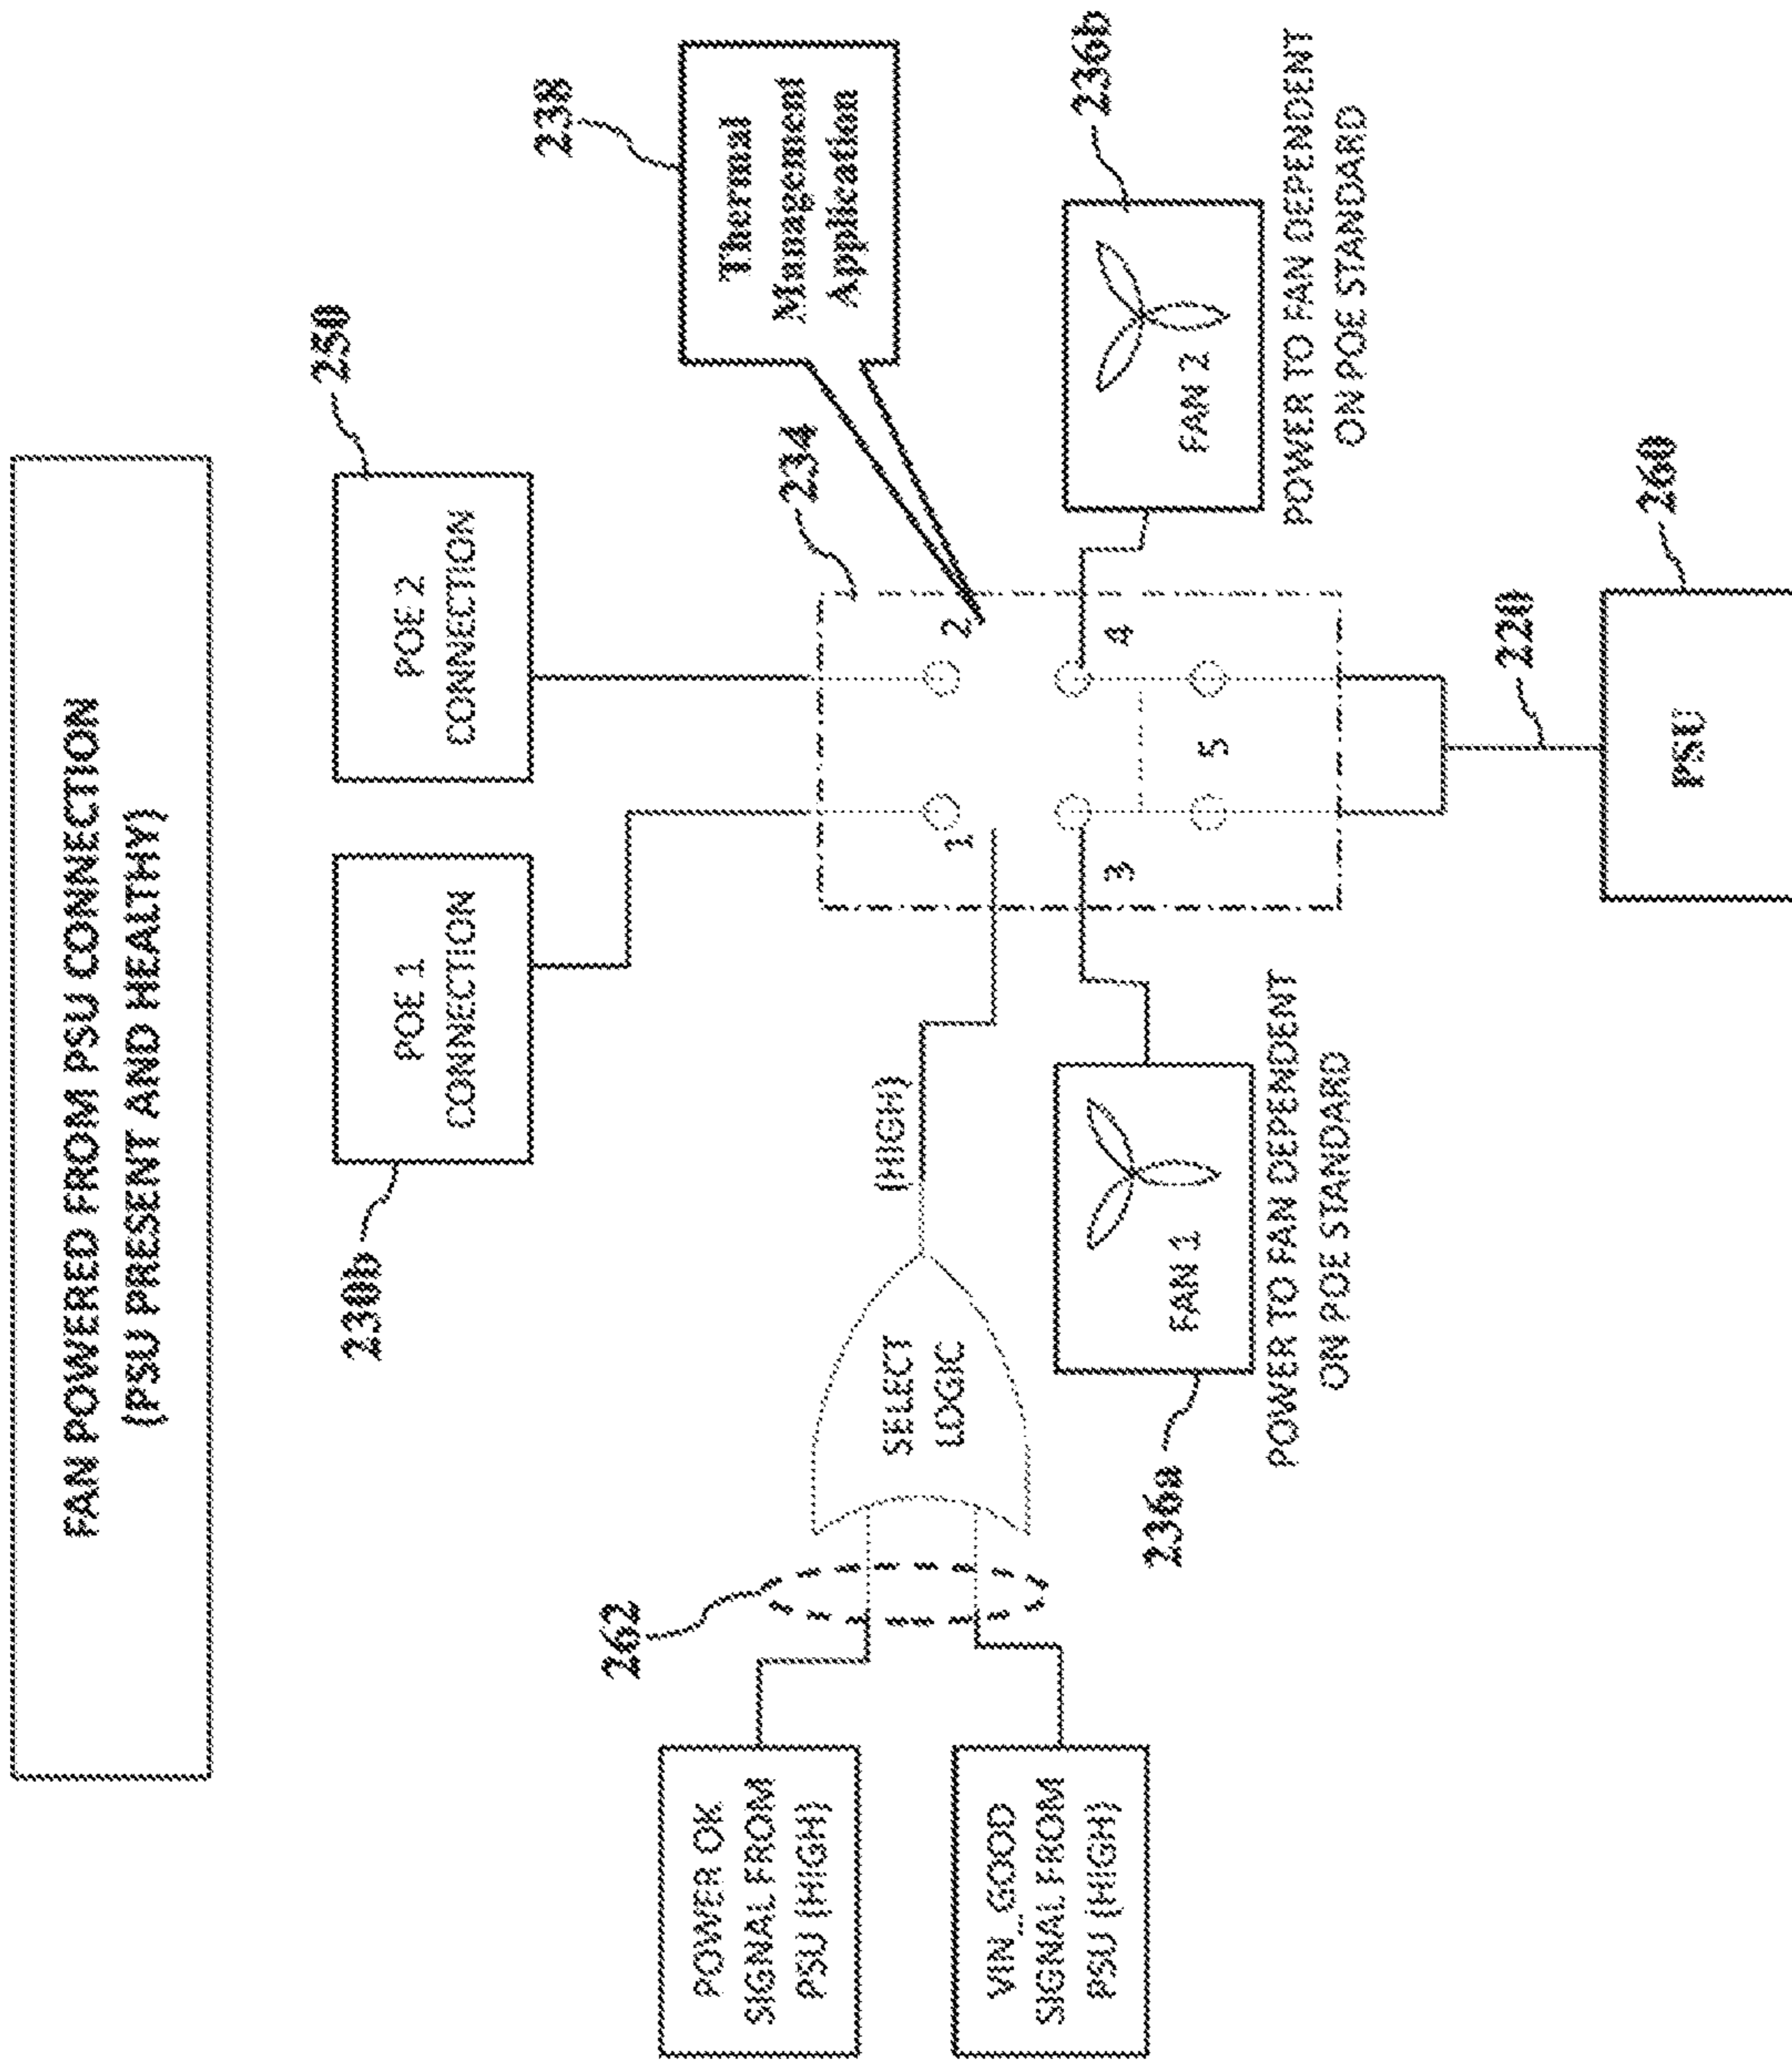 FAN POWERED FROM PSU CONNECTION
(PSU PRESENT AND HEALTHY)
230b
POE 1
CONNECTION
POE 2
CONNECTION
250
238
Thermal
Management
Application
234
262
POWER OK
SIGNAL FROM
PSU (HIGH)
VIN_GOOD
SIGNAL FROM
PSU (HIGH)
SELECT
LOGIC
(HIGH)
1
2
3
4
5
236a
FAN 1
POWER TO FAN DEPENDENT
ON POE STANDARD
236b
FAN 2
POWER TO FAN DEPENDENT
ON POE STANDARD
220
260
PSU